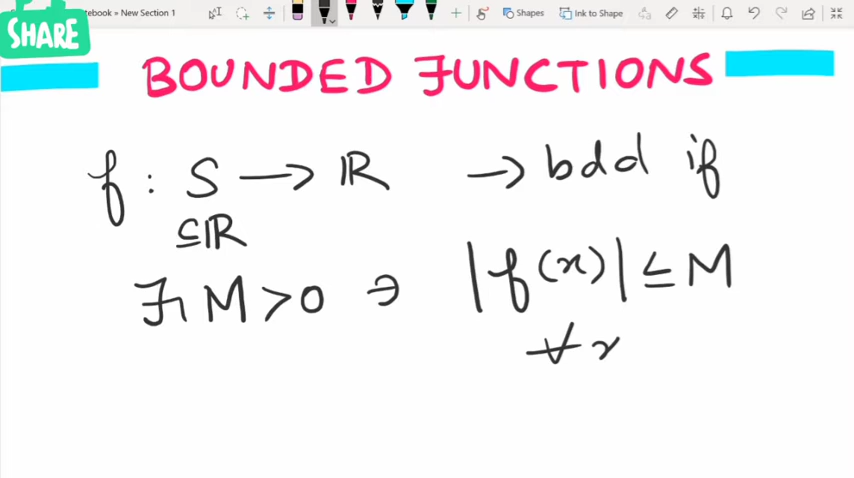 SHARE
tebook » New Section 1
Shapes
Ink to Shape
BOUNDED FUNCTIONS
f : S → ℝ → bdd if
⊆ℝ
∃ M > 0 ∋ |f(x)| ≤ M
∀ x